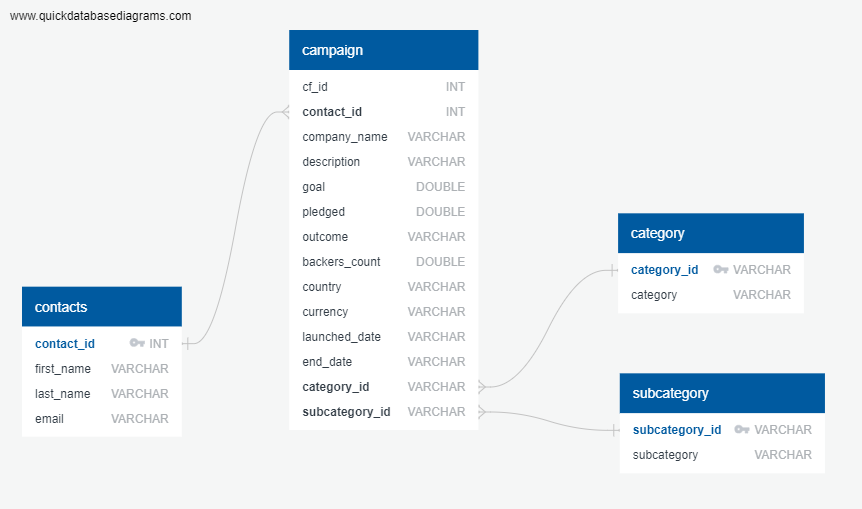 www.quickdatabasediagrams.com
campaign
cf_id INT
contact_id INT
company_name VARCHAR
description VARCHAR
goal DOUBLE
pledged DOUBLE
outcome VARCHAR
backers_count DOUBLE
country VARCHAR
currency VARCHAR
launched_date VARCHAR
end_date VARCHAR
category_id VARCHAR
subcategory_id VARCHAR
contacts
contact_id INT
first_name VARCHAR
last_name VARCHAR
email VARCHAR
category
category_id VARCHAR
category VARCHAR
subcategory
subcategory_id VARCHAR
subcategory VARCHAR